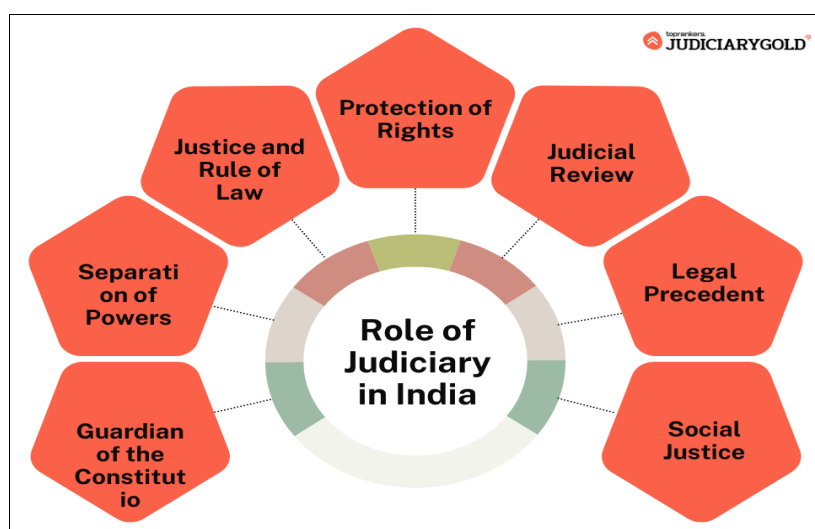 toprankers.
JUDICIARYGOLD
Protection of
Rights
Justice and
Rule of
Law
Judicial
Review
Separati
on of
Powers
Legal
Precedent
Role of
Judiciary
in India
Guardian
of the
Constitut
io
Social
Justice